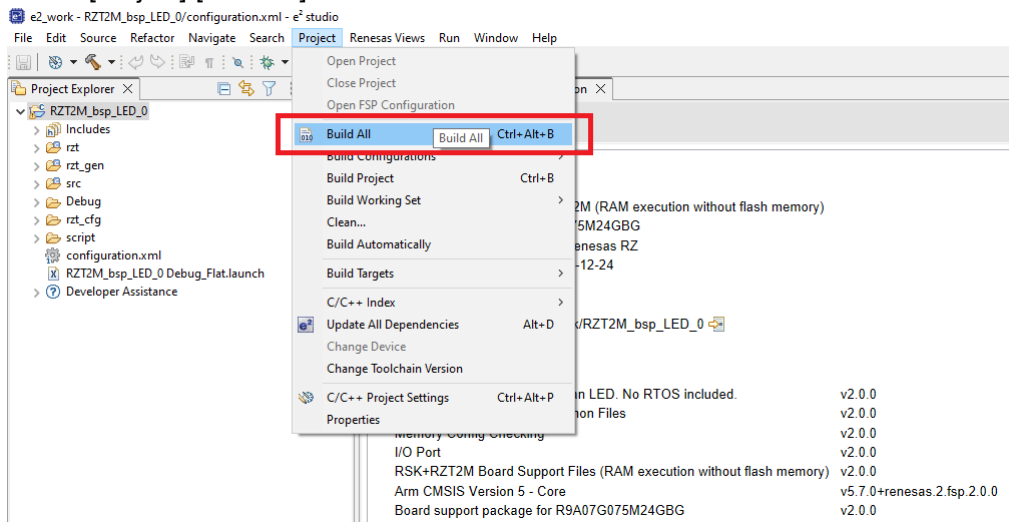 e2_work - RZT2M_bsp_LED_0/configuration.xml - e² studio
File Edit Source Refactor Navigate Search Project Renesas Views Run Window Help
Project Explorer
RZT2M_bsp_LED_0
Includes
rzt
rzt_gen
src
Debug
rzt_cfg
script
configuration.xml
RZT2M_bsp_LED_0 Debug_Flat.launch
Developer Assistance
Open Project
Close Project
Open FSP Configuration
Build All Ctrl+Alt+B
Build All
Build Configurations
Build Project Ctrl+B
Build Working Set
Clean...
Build Automatically
Build Targets
C/C++ Index
Update All Dependencies Alt+D
Change Device
Change Toolchain Version
C/C++ Project Settings Ctrl+Alt+P
Properties
on
2M (RAM execution without flash memory)
75M24GBG
enesas RZ
-12-24
k/RZT2M_bsp_LED_0
an LED. No RTOS included. v2.0.0
non Files v2.0.0
Memory Config Checking v2.0.0
I/O Port v2.0.0
RSK+RZT2M Board Support Files (RAM execution without flash memory) v2.0.0
Arm CMSIS Version 5 - Core v5.7.0+renesas.2.fsp.2.0.0
Board support package for R9A07G075M24GBG v2.0.0